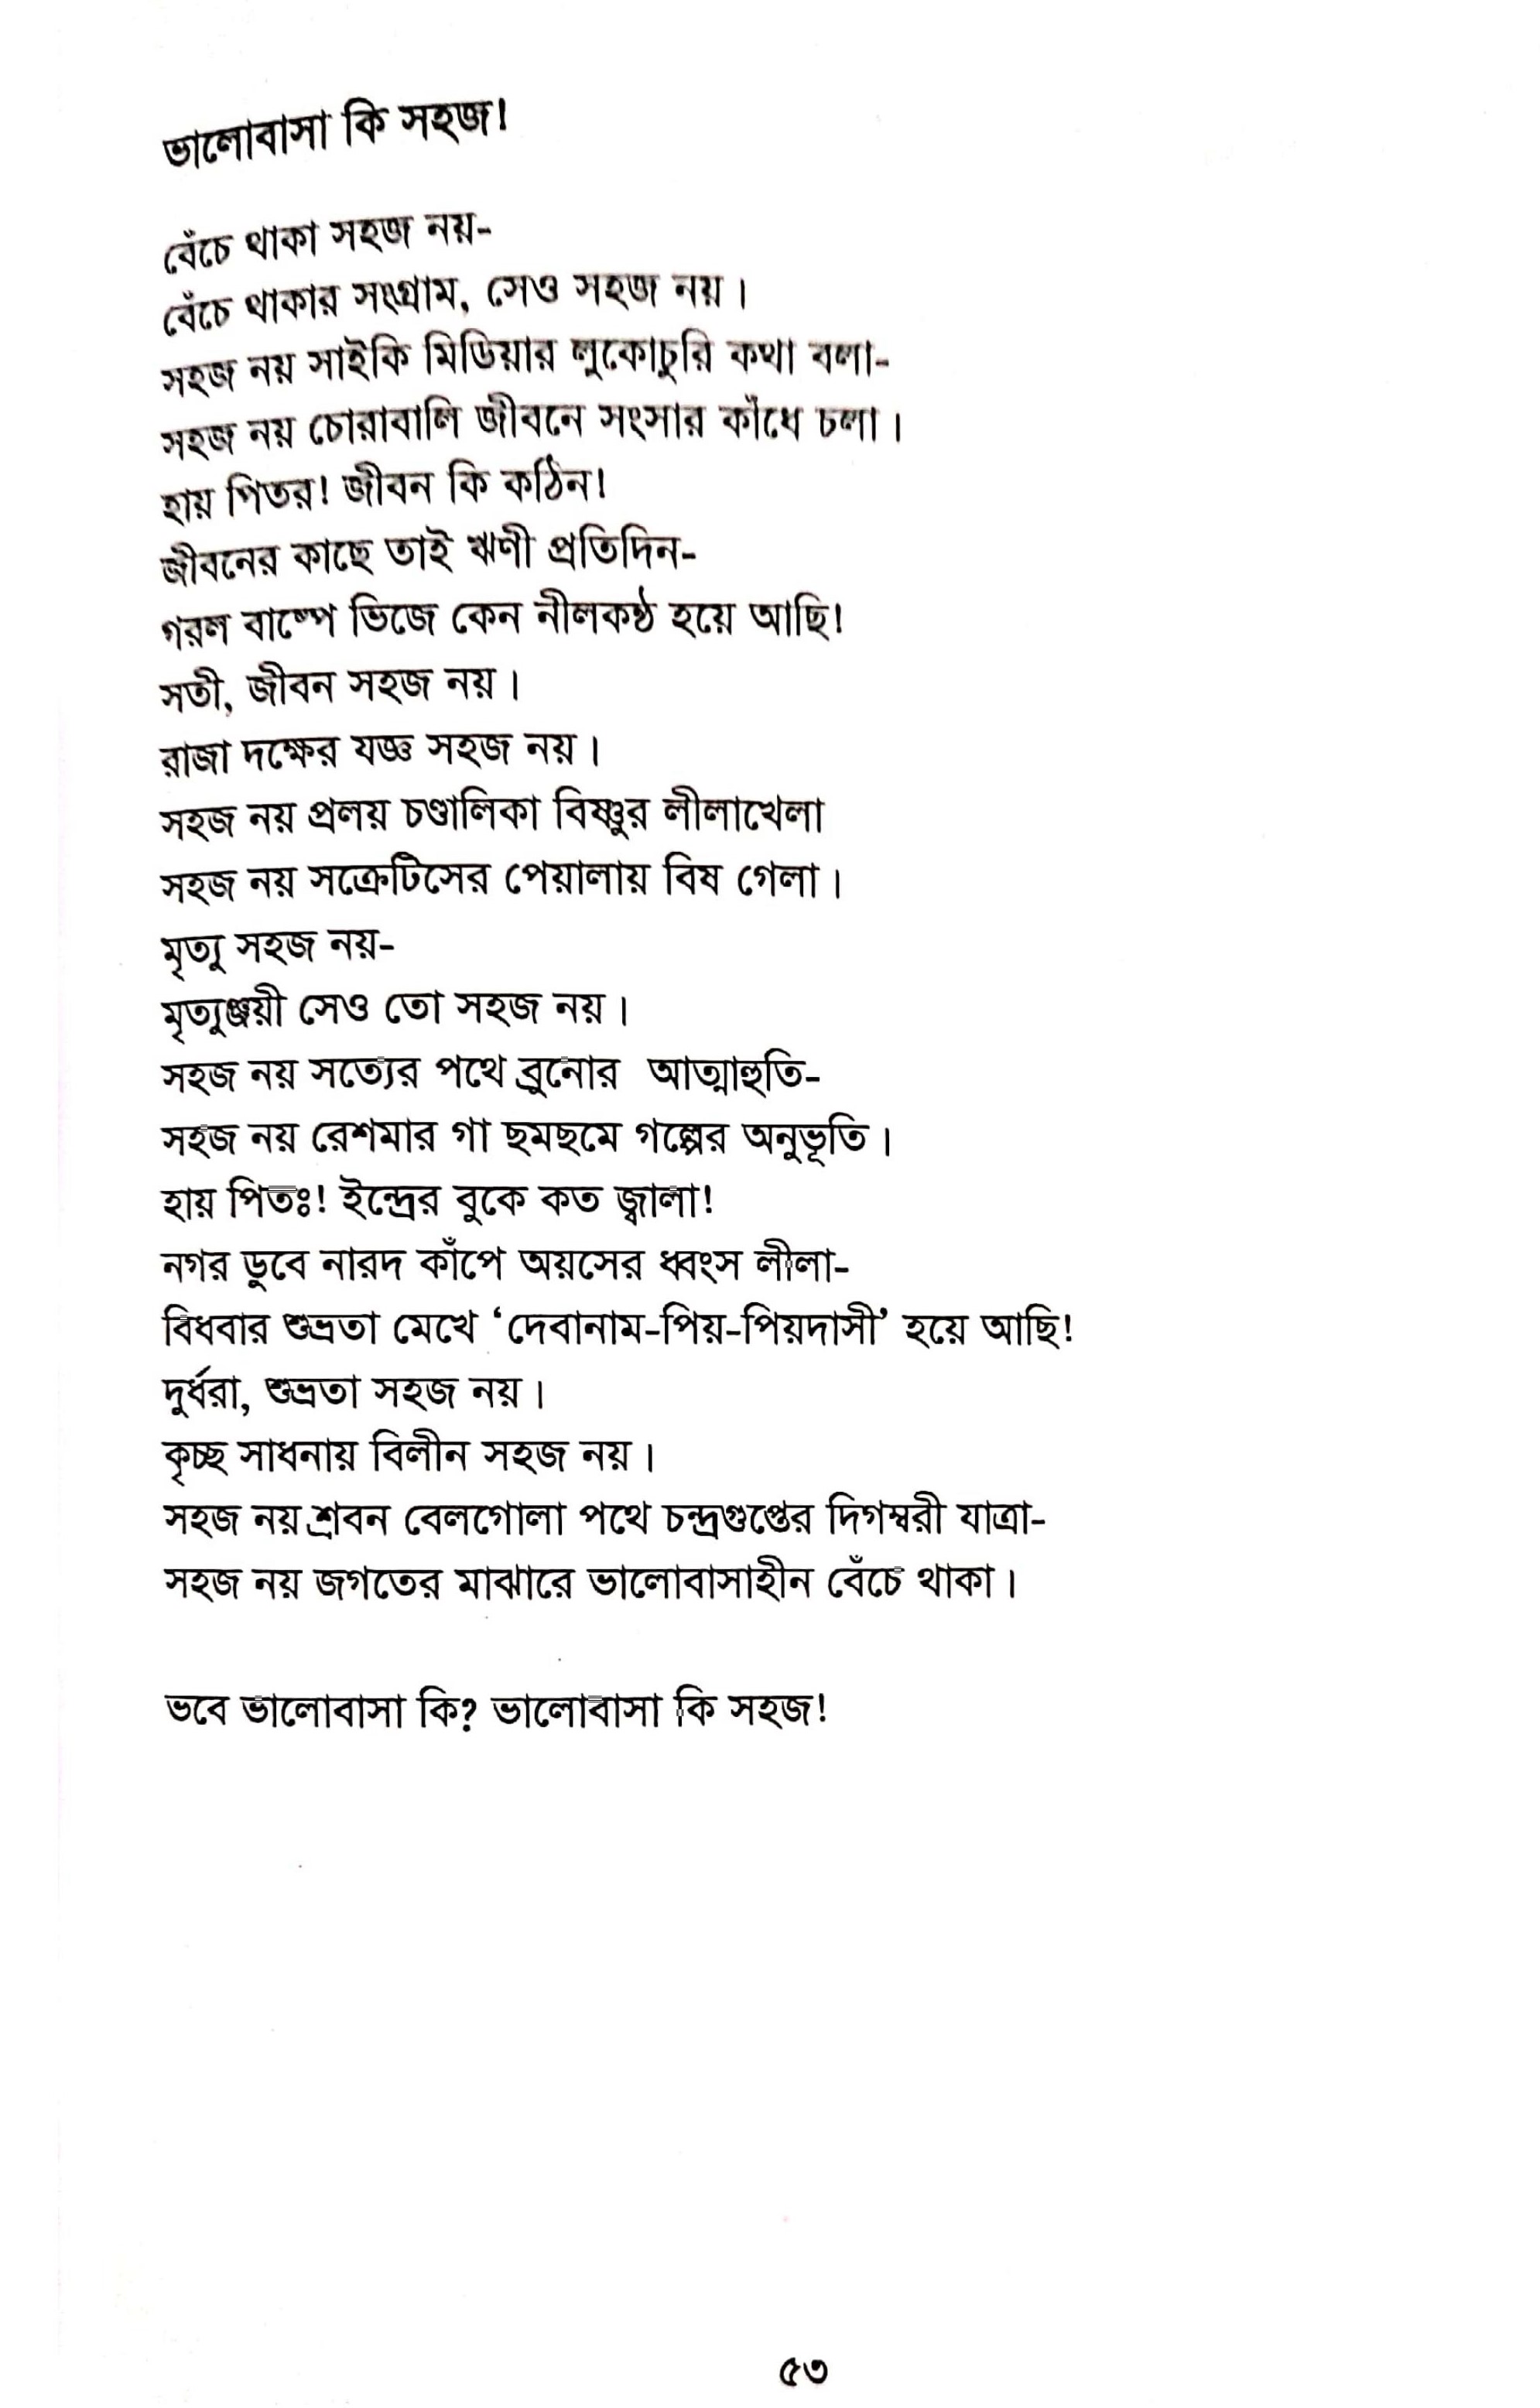 ভালোবাসা কি সহজ!
বেঁচে থাকা সহজ নয়-
বেঁচে থাকার সংগ্রাম, সেও সহজ নয়।
সহজ নয় সাইকি মিডিয়ার লুকোচুরি কথা বলা-
সহজ নয় চোরাবালি জীবনে সংসার কাঁধে চলা।
হায় পিতর! জীবন কি কঠিন!
জীবনের কাছে তাই ঋণী প্রতিদিন-
গরল বাষ্পে ভিজে কেন নীলকণ্ঠ হয়ে আছি!
সতী, জীবন সহজ নয়।
রাজা দক্ষের যজ্ঞ সহজ নয়।
সহজ নয় প্রলয় চণ্ডালিকা বিষ্ণুর লীলাখেলা
সহজ নয় সক্রেটিসের পেয়ালায় বিষ গেলা।
মৃত্যু সহজ নয়-
মৃত্যুঞ্জয়ী সেও তো সহজ নয়।
সহজ নয় সত্যের পথে ব্রুনোর আত্মাহুতি-
সহজ নয় রেশমার গা ছমছমে গল্পের অনুভূতি।
হায় পিতঃ! ইন্দ্রের বুকে কত জ্বালা!
নগর ডুবে নারদ কাঁপে অয়সের ধ্বংস লীলা-
বিধবার শুভ্রতা মেখে ‘দেবানাম-পিয়-পিয়দাসী’ হয়ে আছি!
দুর্ধরা, শুভ্রতা সহজ নয়।
কৃচ্ছ সাধনায় বিলীন সহজ নয়।
সহজ নয় শ্রবন বেলগোলা পথে চন্দ্রগুপ্তের দিগম্বরী যাত্রা-
সহজ নয় জগতের মাঝারে ভালোবাসাহীন বেঁচে থাকা।
ভবে ভালোবাসা কি? ভালোবাসা কি সহজ!
৫৩